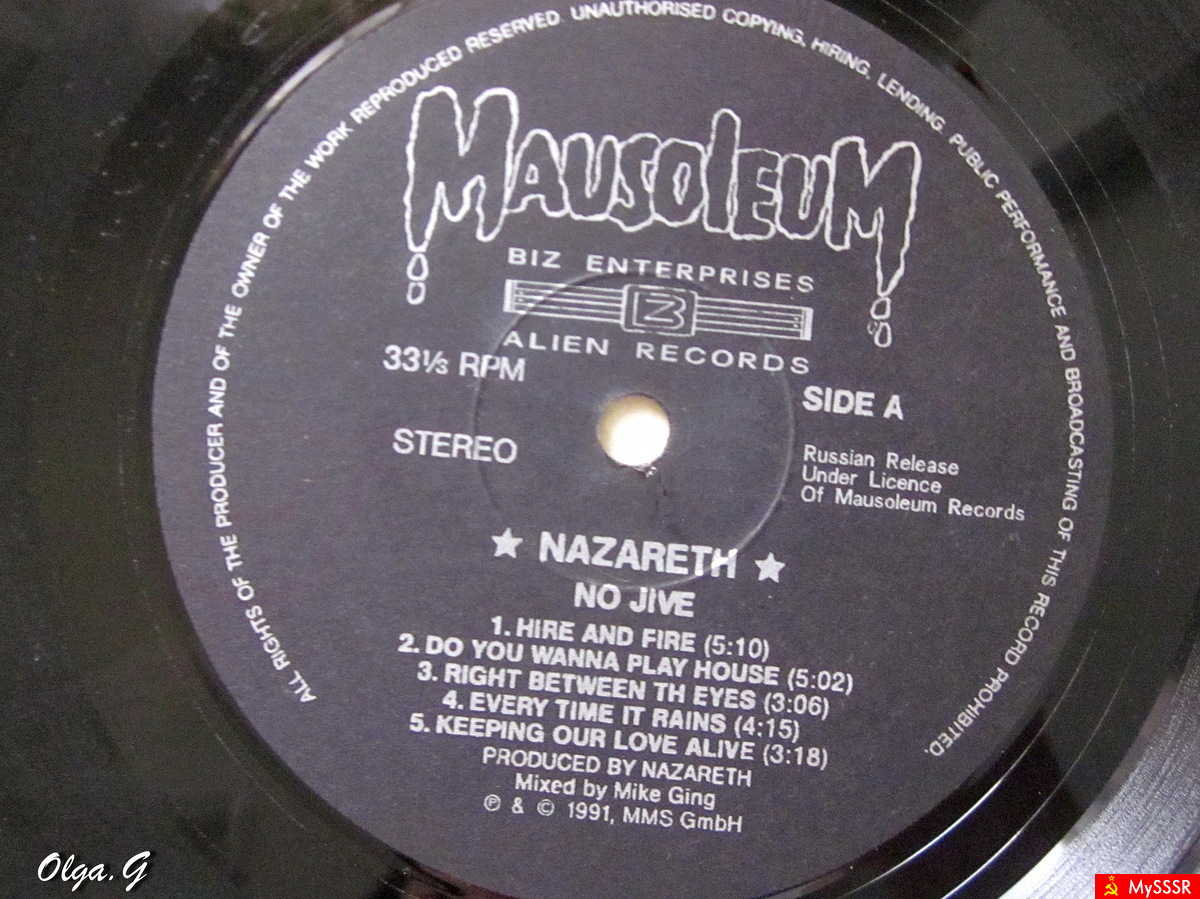 ALL RIGHTS OF THE PRODUCER AND OF THE OWNER OF THE WORK REPRODUCED RESERVED. UNAUTHORISED COPYING, HIRING, LENDING, PUBLIC PERFORMANCE AND BROADCASTING OF THIS RECORD PROHIBITED.
MAUSOLEUM
BIZ ENTERPRISES
ALIEN RECORDS
33⅓ RPM
SIDE A
STEREO
Russian Release
Under Licence
Of Mausoleum Records
★ NAZARETH ★
NO JIVE
1. HIRE AND FIRE (5:10)
2. DO YOU WANNA PLAY HOUSE (5:02)
3. RIGHT BETWEEN TH EYES (3:06)
4. EVERY TIME IT RAINS (4:15)
5. KEEPING OUR LOVE ALIVE (3:18)
PRODUCED BY NAZARETH
Mixed by Mike Ging
℗ & © 1991, MMS GmbH
Olga.G
MySSSR